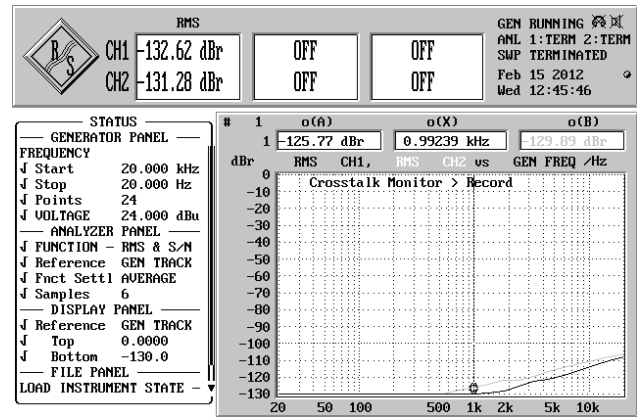 RMS
R S
CH1 -132.62 dBr
CH2 -131.28 dBr
OFF
OFF
OFF
OFF
GEN RUNNING
ANL 1:TERM 2:TERM
SWP TERMINATED
Feb 15 2012
Wed 12:45:46
STATUS
GENERATOR PANEL
FREQUENCY
Start 20.000 kHz
Stop 20.000 Hz
Points 24
VOLTAGE 24.000 dBu
ANALYZER PANEL
FUNCTION - RMS & S/N
Reference GEN TRACK
Fnct Settl AVERAGE
Samples 6
DISPLAY PANEL
Reference GEN TRACK
Top 0.0000
Bottom -130.0
FILE PANEL
LOAD INSTRUMENT STATE -
# 1 o(A) o(X) o(B)
1 -125.77 dBr 0.99239 kHz -129.89 dBr
dBr RMS CH1, RMS CH2 vs GEN FREQ /Hz
Crosstalk Monitor > Record
0
-10
-20
-30
-40
-50
-60
-70
-80
-90
-100
-110
-120
-130
20 50 100 500 1k 2k 5k 10k